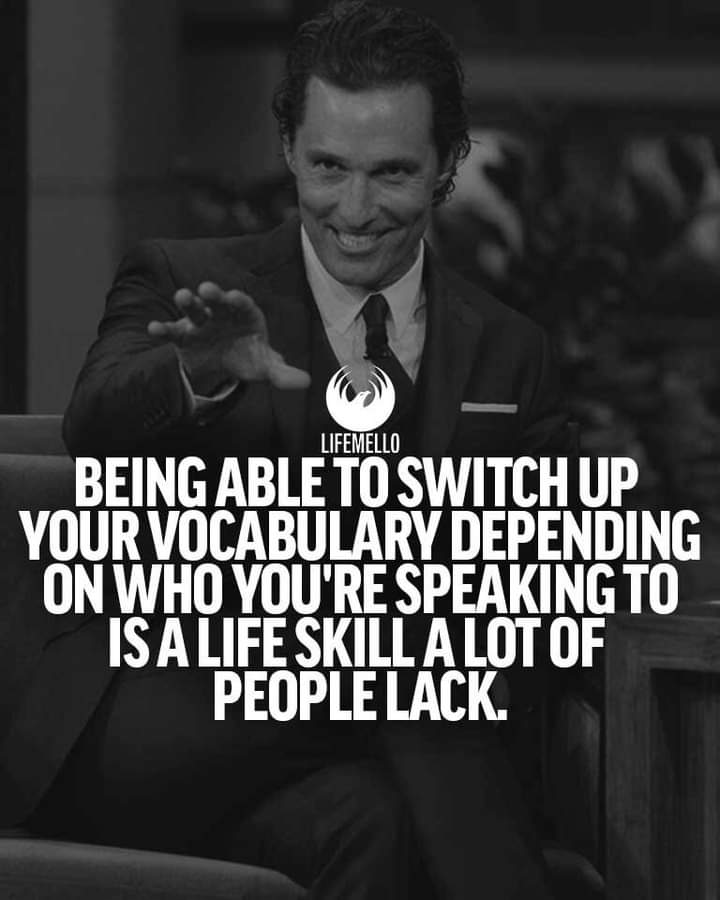 LIFEMELLO
BEING ABLE TO SWITCH UP
YOUR VOCABULARY DEPENDING
ON WHO YOU'RE SPEAKING TO
IS A LIFE SKILL A LOT OF
PEOPLE LACK.